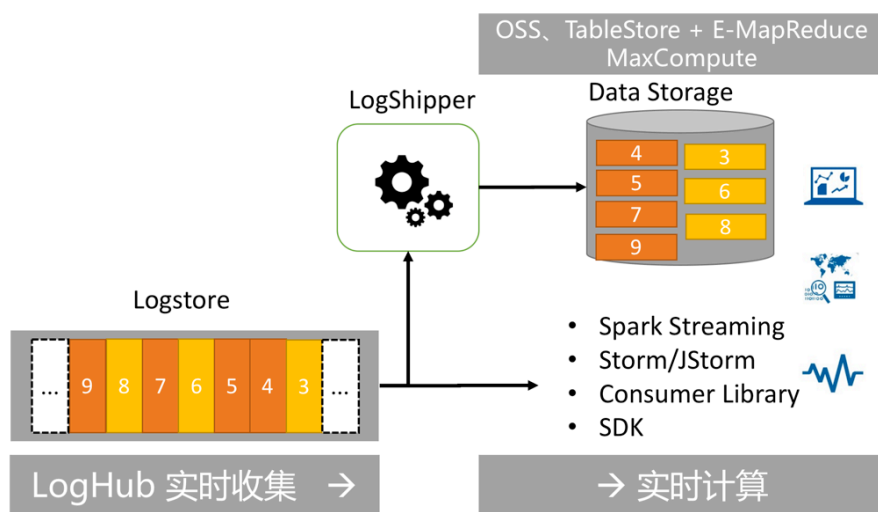 OSS、TableStore + E-MapReduce
MaxCompute
LogShipper
Data Storage
4
3
5
6
7
8
9
Logstore
...
9
8
7
6
5
4
3
...
• Spark Streaming
• Storm/JStorm
• Consumer Library
• SDK
LogHub 实时收集 →
→ 实时计算